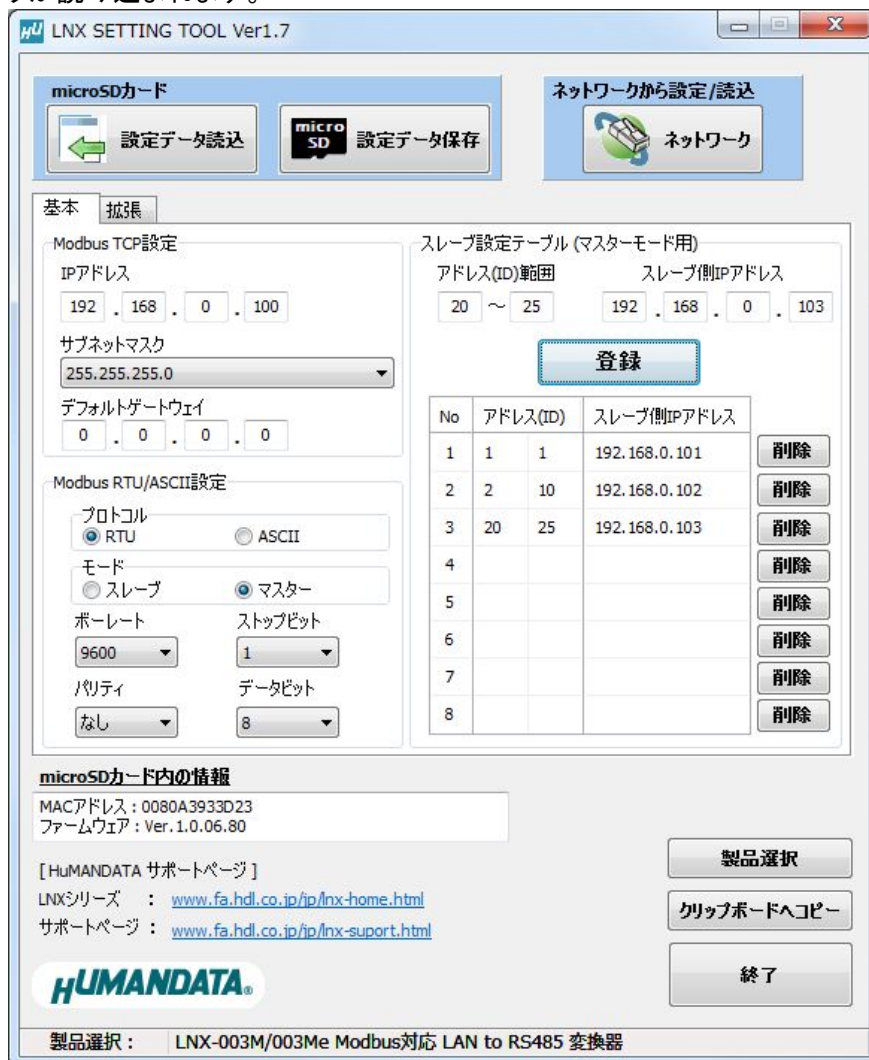 が読み込まれます。
LNX SETTING TOOL Ver1.7
microSDカード
設定データ読込
micro SD
設定データ保存
ネットワークから設定/読込
ネットワーク
基本
拡張
Modbus TCP設定
IPアドレス
192 . 168 . 0 . 100
サブネットマスク
255.255.255.0
デフォルトゲートウェイ
0 . 0 . 0 . 0
Modbus RTU/ASCII設定
プロトコル
RTU ASCII
モード
スレーブ マスター
ボーレート ストップビット
9600 1
パリティ データビット
なし 8
スレーブ設定テーブル (マスターモード用)
アドレス(ID)範囲 スレーブ側IPアドレス
20 ～ 25 192 . 168 . 0 . 103
登録
No アドレス(ID) スレーブ側IPアドレス
1 1 1 192.168.0.101 削除
2 2 10 192.168.0.102 削除
3 20 25 192.168.0.103 削除
4 削除
5 削除
6 削除
7 削除
8 削除
microSDカード内の情報
MACアドレス : 0080A3933D23
ファームウェア : Ver.1.0.06.80
[ HuMANDATA サポートページ ]
LNXシリーズ : www.fa.hdl.co.jp/jp/lnx-home.html
サポートページ : www.fa.hdl.co.jp/jp/lnx-suport.html
HUMANDATA®
製品選択
クリップボードへコピー
終了
製品選択 : LNX-003M/003Me Modbus対応 LAN to RS485 変換器